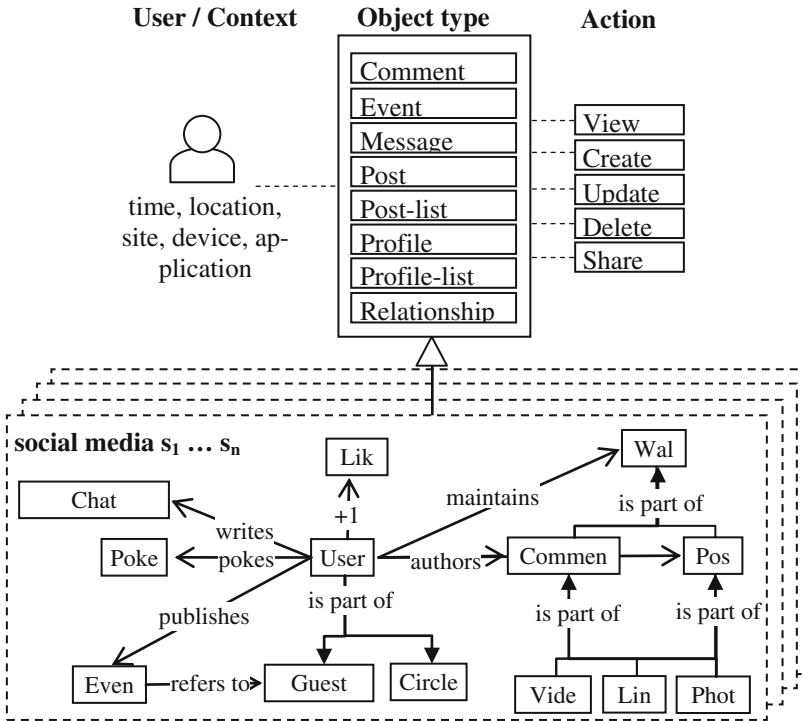 User / Context
Object type
Action
Comment
Event
Message
Post
Post-list
Profile
Profile-list
Relationship
View
Create
Update
Delete
Share
time, location,
site, device, ap-
plication
social media s1 … sn
Lik
Wal
Chat
maintains
is part of
+1
writes
Poke
pokes
User
authors
Commen
Pos
publishes
is part of
is part of
is part of
Even
refers to
Guest
Circle
Vide
Lin
Phot